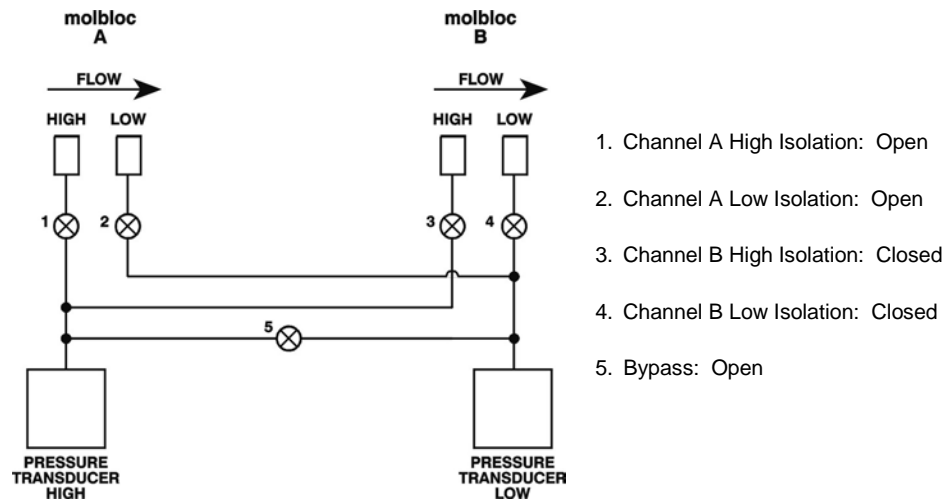 molbloc
A
molbloc
B
FLOW
FLOW
HIGH LOW
HIGH LOW
1
2
3
4
5
PRESSURE
TRANSDUCER
HIGH
PRESSURE
TRANSDUCER
LOW
1. Channel A High Isolation: Open
2. Channel A Low Isolation: Open
3. Channel B High Isolation: Closed
4. Channel B Low Isolation: Closed
5. Bypass: Open